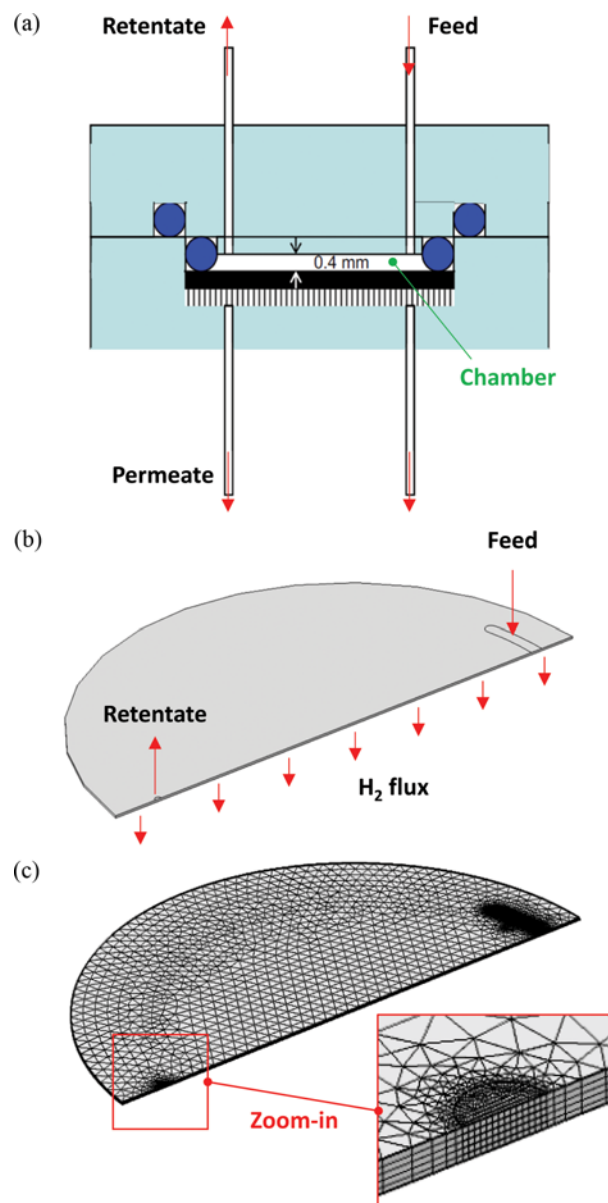 (a)
Retentate
Feed
0.4 mm
Chamber
Permeate
(b)
Feed
Retentate
H₂ flux
(c)
Zoom-in